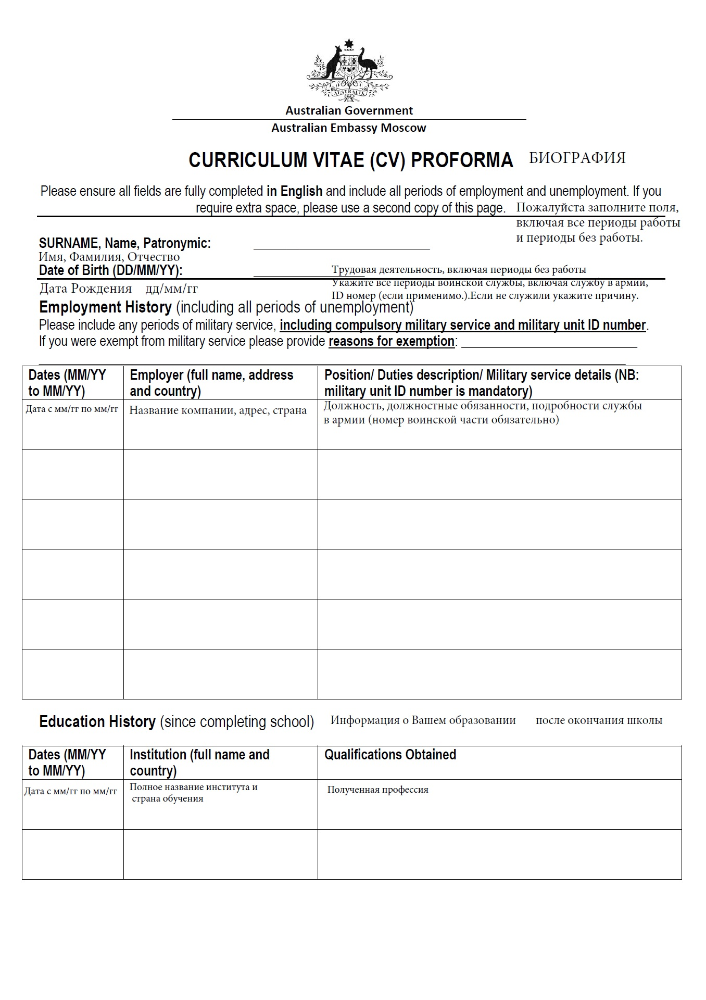 AUSTRALIA
Australian Government
Australian Embassy Moscow
CURRICULUM VITAE (CV) PROFORMA БИОГРАФИЯ
Please ensure all fields are fully completed in English and include all periods of employment and unemployment. If you
require extra space, please use a second copy of this page.
Пожалуйста заполните поля,
включая все периоды работы
и периоды без работы.
SURNAME, Name, Patronymic:
Имя, Фамилия, Отчество
Date of Birth (DD/MM/YY):
Дата Рождения дд/мм/гг
Трудовая деятельность, включая периоды без работы
Укажите все периоды воинской службы, включая службу в армии,
ID номер (если применимо.).Если не служили укажите причину.
Employment History (including all periods of unemployment)
Please include any periods of military service, including compulsory military service and military unit ID number.
If you were exempt from military service please provide reasons for exemption:
Dates (MM/YY
to MM/YY)
Employer (full name, address
and country)
Position/ Duties description/ Military service details (NB:
military unit ID number is mandatory)
Дата с мм/гг по мм/гг
Название компании, адрес, страна
Должность, должностные обязанности, подробности службы
в армии (номер воинской части обязательно)
Education History (since completing school) Информация о Вашем образовании после окончания школы
Dates (MM/YY
to MM/YY)
Institution (full name and
country)
Qualifications Obtained
Дата с мм/гг по мм/гг
Полное название института и
страна обучения
Полученная профессия